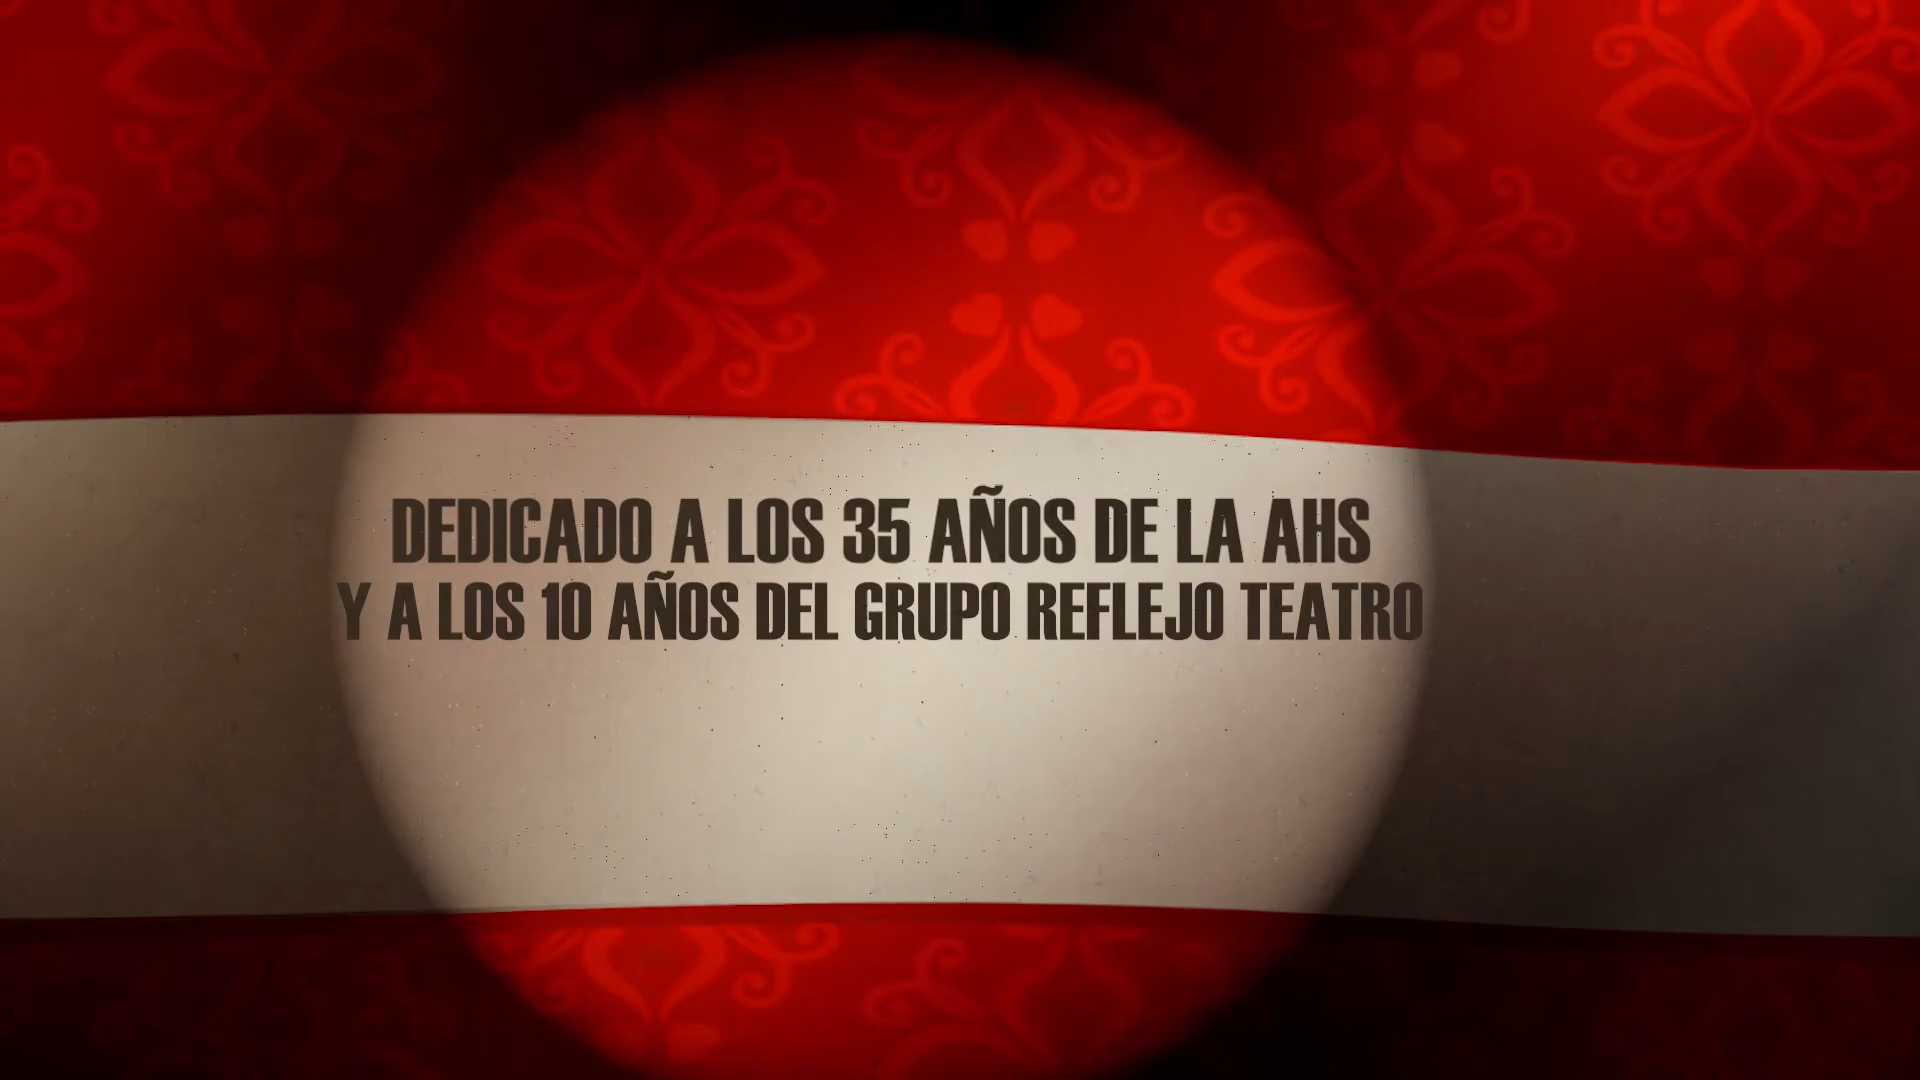 DEDICADO A LOS 35 AÑOS DE LA AHS
Y A LOS 10 AÑOS DEL GRUPO REFLEJO TEATRO